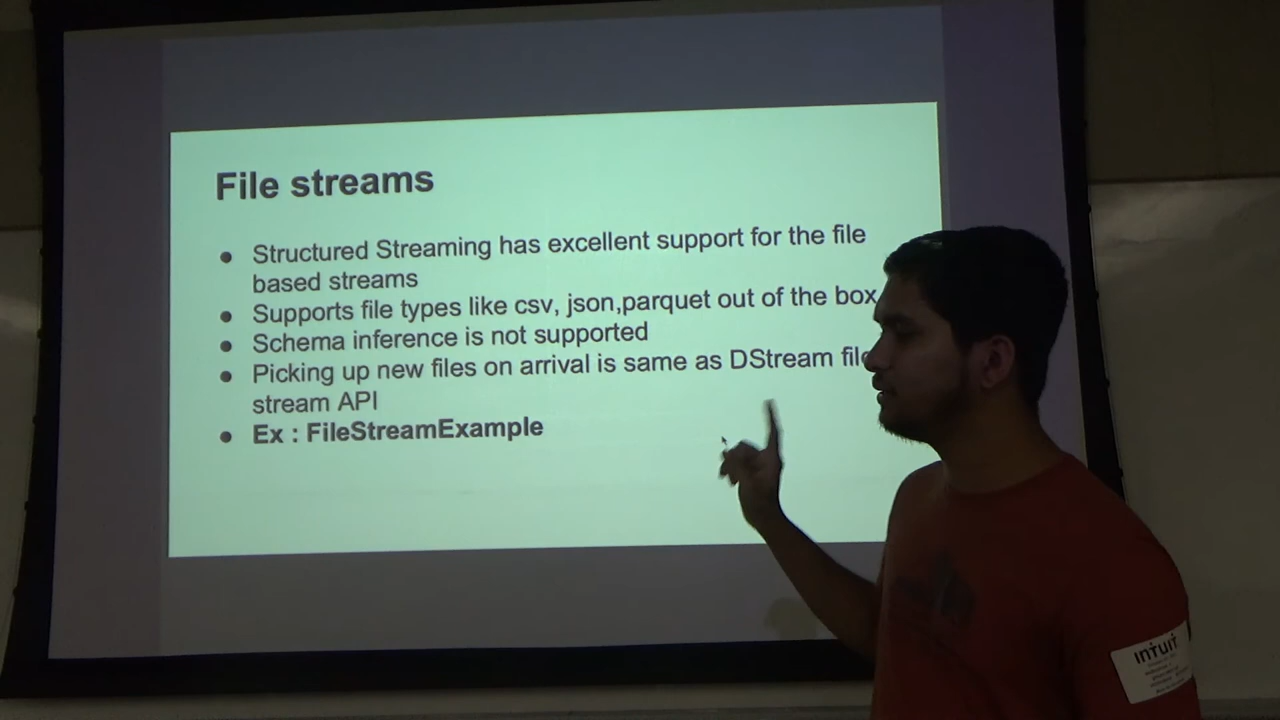 File streams
● Structured Streaming has excellent support for the file
based streams
● Supports file types like csv, json,parquet out of the box
● Schema inference is not supported
● Picking up new files on arrival is same as DStream
stream API
● Ex : FileStreamExample
INTUIT